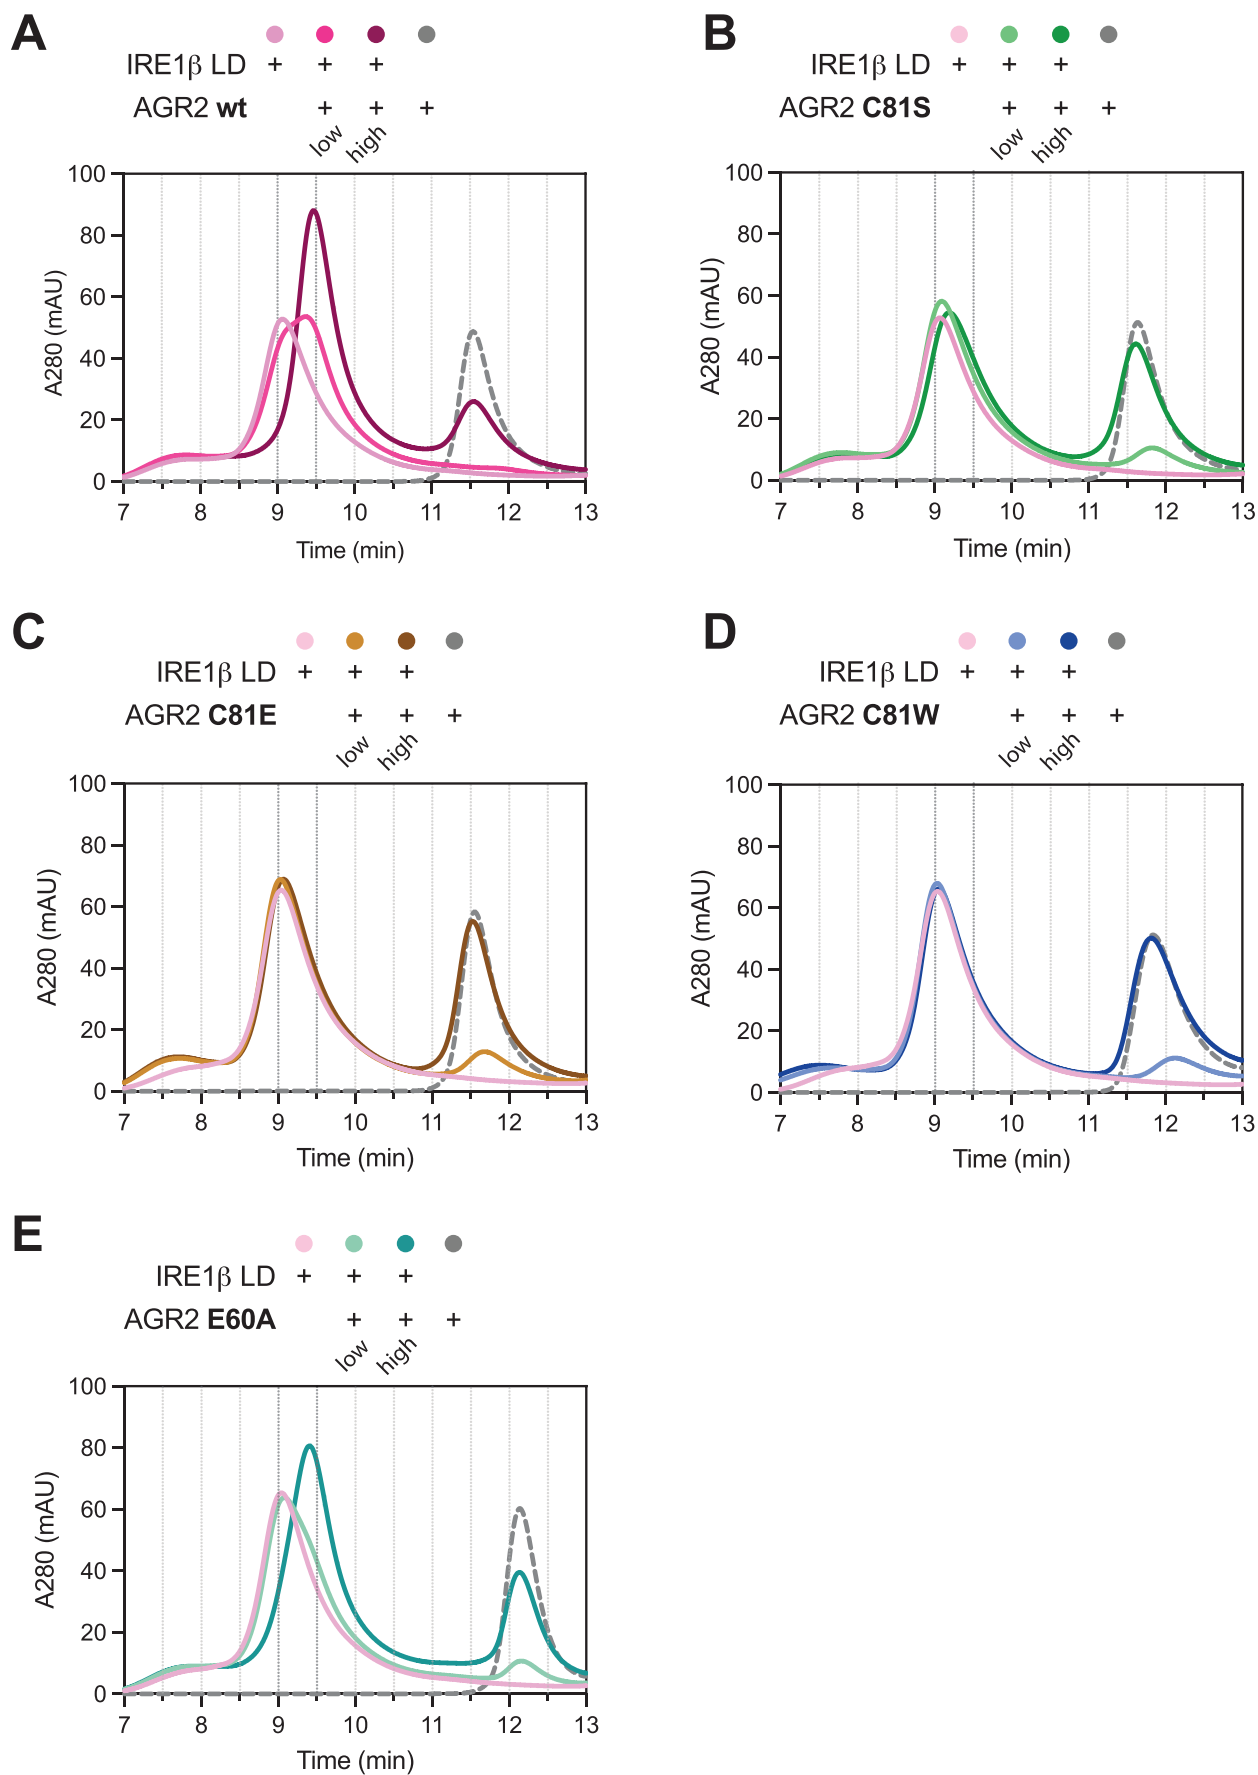 A
IRE1β LD + + +
AGR2 wt + + +
low high
100
80
60
40
20
0
A280 (mAU)
7 8 9 10 11 12 13
Time (min)
B
IRE1β LD + + +
AGR2 C81S + + +
low high
100
80
60
40
20
0
A280 (mAU)
7 8 9 10 11 12 13
Time (min)
C
IRE1β LD + + +
AGR2 C81E + + +
low high
100
80
60
40
20
0
A280 (mAU)
7 8 9 10 11 12 13
Time (min)
D
IRE1β LD + + +
AGR2 C81W + + +
low high
100
80
60
40
20
0
A280 (mAU)
7 8 9 10 11 12 13
Time (min)
E
IRE1β LD + + +
AGR2 E60A + + +
low high
100
80
60
40
20
0
A280 (mAU)
7 8 9 10 11 12 13
Time (min)